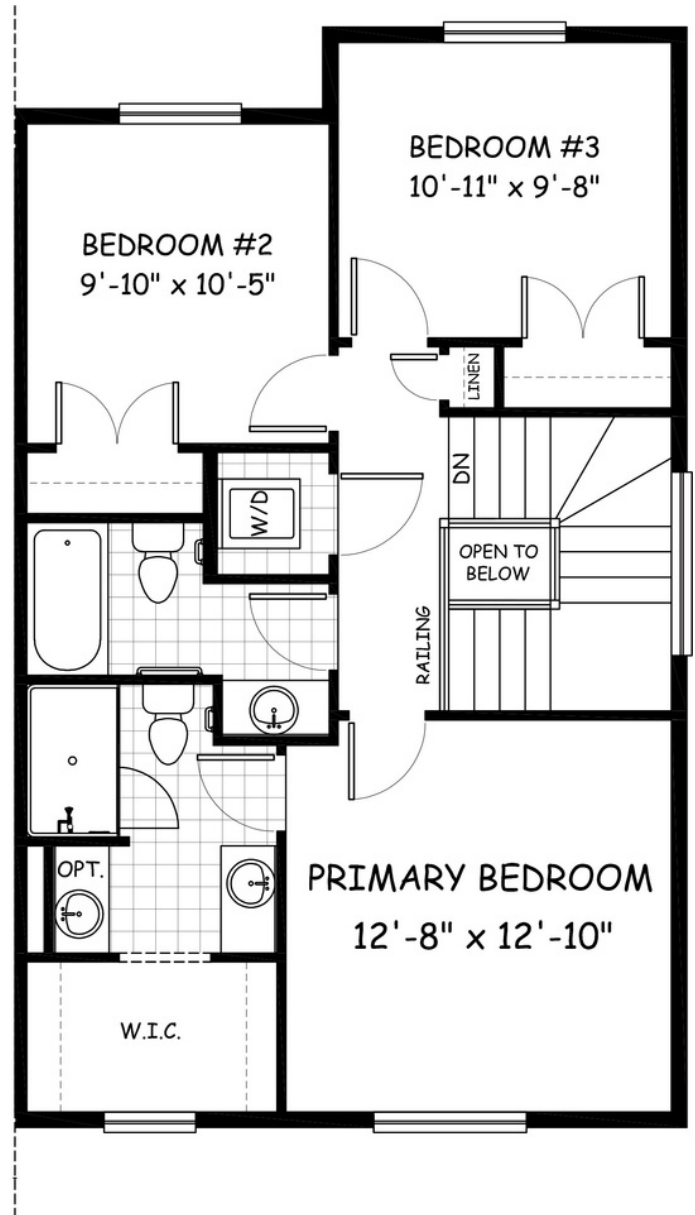 BEDROOM #3
10'-11" x 9'-8"
BEDROOM #2
9'-10" x 10'-5"
LINEN
DN
W/D
OPEN TO
BELOW
RAILING
OPT.
PRIMARY BEDROOM
12'-8" x 12'-10"
W.I.C.